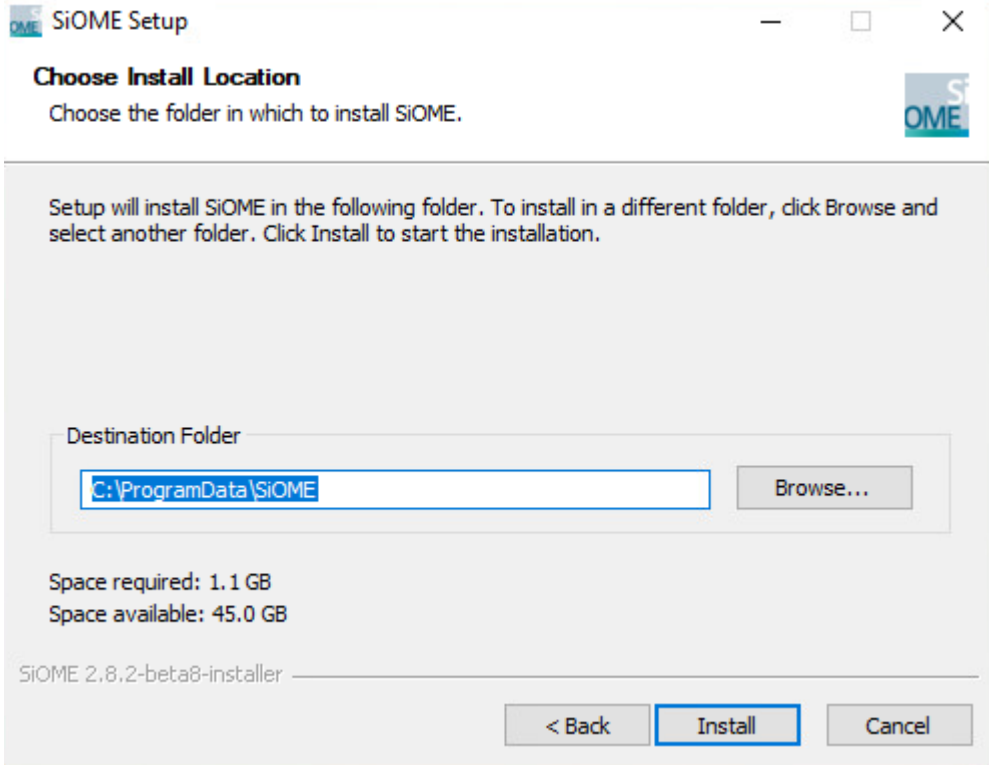 OME SiOME Setup
Choose Install Location
Choose the folder in which to install SiOME.
Si
OME
Setup will install SiOME in the following folder. To install in a different folder, click Browse and
select another folder. Click Install to start the installation.
Destination Folder
C:\ProgramData\SiOME
Browse...
Space required: 1.1 GB
Space available: 45.0 GB
SiOME 2.8.2-beta8-installer
< Back Install Cancel